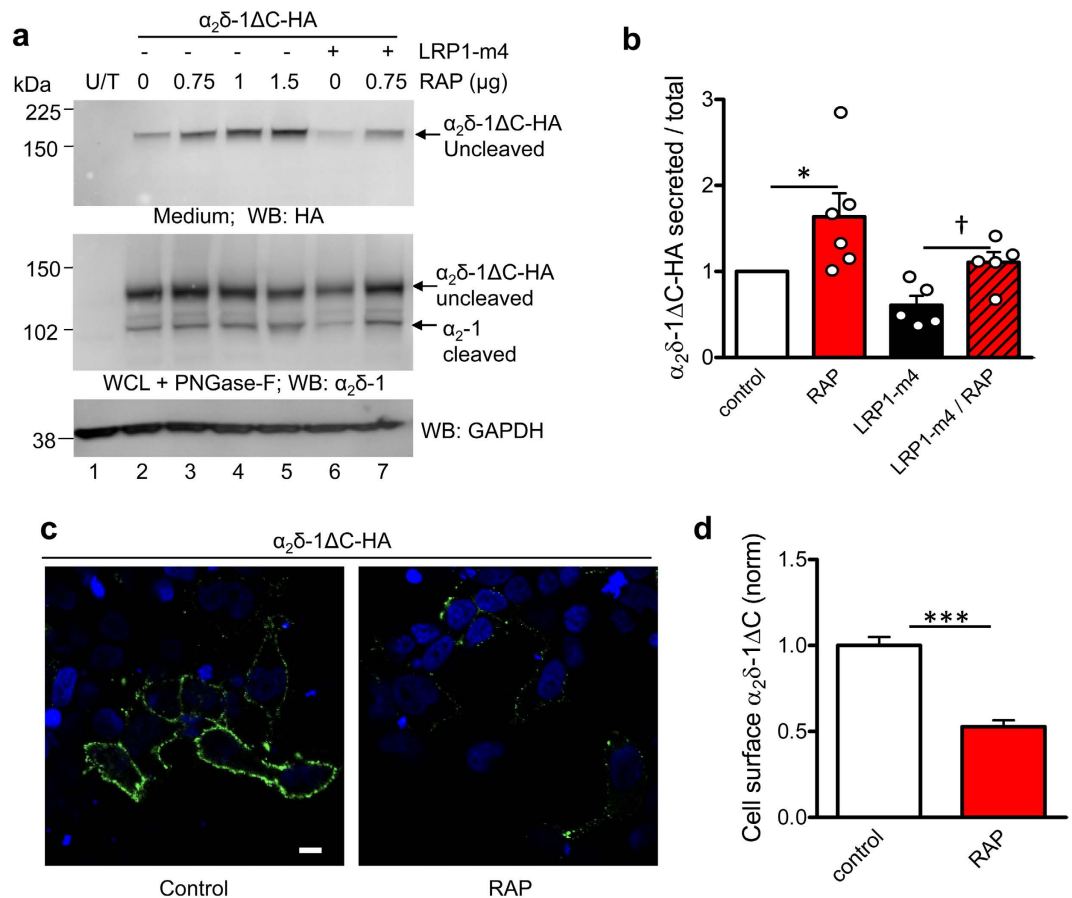 a
α2δ-1ΔC-HA
- - - - + + LRP1-m4
kDa U/T 0 0.75 1 1.5 0 0.75 RAP (µg)
225
150
α2δ-1ΔC-HA
Uncleaved
Medium; WB: HA
150
102
α2δ-1ΔC-HA
uncleaved
α2-1
cleaved
WCL + PNGase-F; WB: α2δ-1
38
WB: GAPDH
1 2 3 4 5 6 7
b
α2δ-1ΔC-HA secreted / total
3
2
1
0
*
†
control
RAP
LRP1-m4
LRP1-m4 / RAP
c
α2δ-1ΔC-HA
Control
RAP
d
Cell surface α2δ-1ΔC (norm)
1.5
1.0
0.5
0.0
***
control
RAP